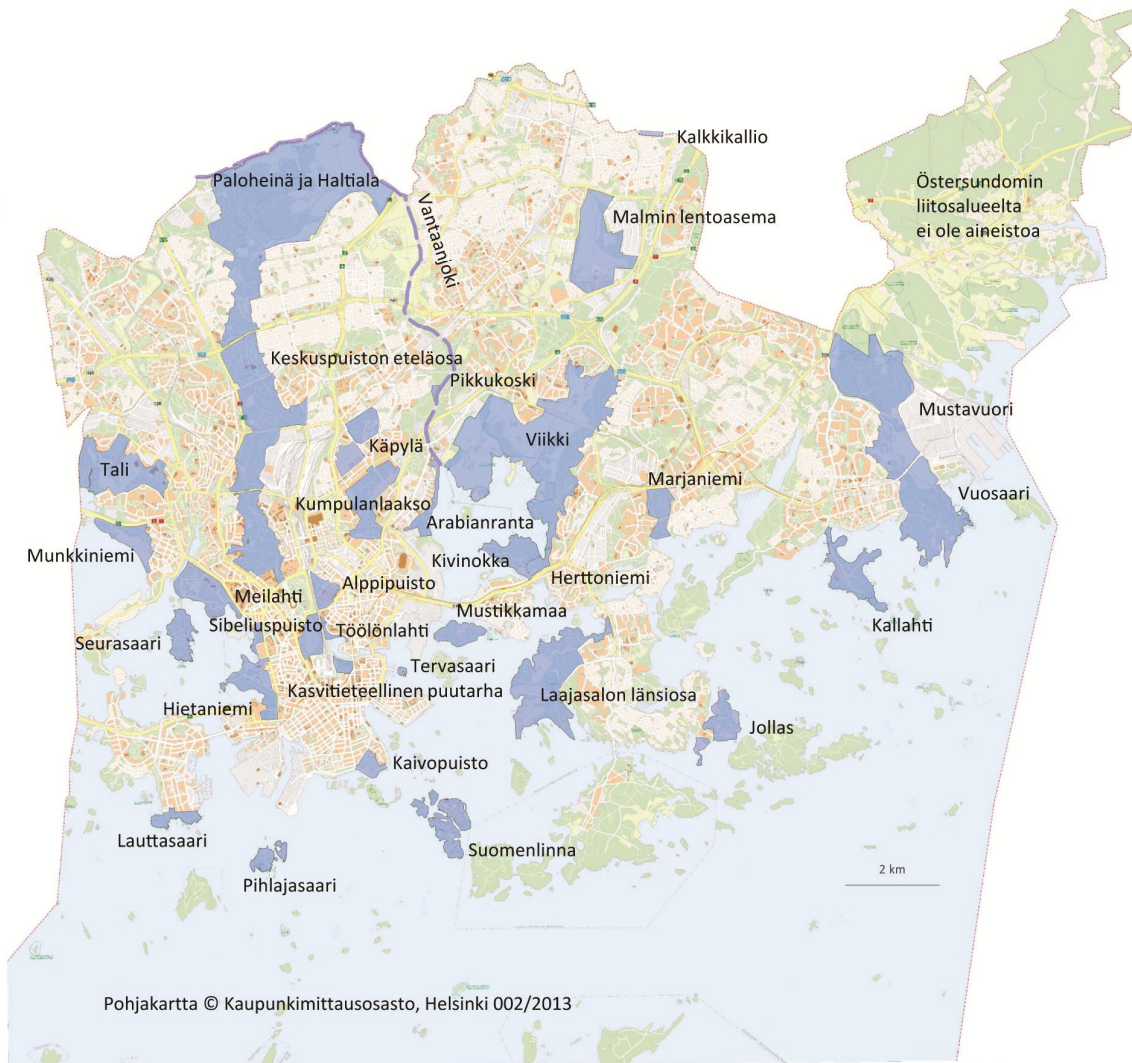 Kalkkikallio
Paloheinä ja Haltiala
Östersundomin
liitosalueelta
ei ole aineistoa
Malmin lentoasema
Vantaanjoki
Keskuspuiston eteläosa
Pikkukoski
Mustavuori
Käpylä
Viikki
Tali
Marjaniemi
Vuosaari
Kumpulanlaakso
Arabianranta
Munkkiniemi
Kivinokka
Herttoniemi
Alppipuisto
Meilahti
Mustikkamaa
Sibeliuspuisto
Töölönlahti
Kallahti
Seurasaari
Tervasaari
Kasvitieteellinen puutarha
Laajasalon länsiosa
Hietaniemi
Jollas
Kaivopuisto
Lauttasaari
Suomenlinna
2 km
Pihlajasaari
Pohjakartta © Kaupunkimittausosasto, Helsinki 002/2013